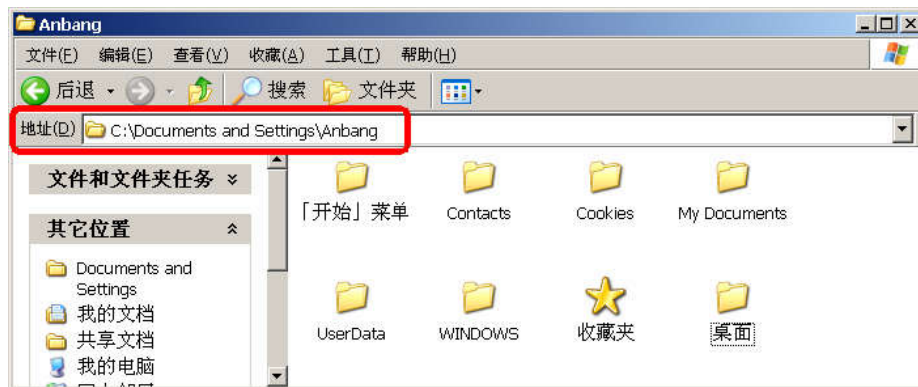 Anbang
文件(F) 编辑(E) 查看(V) 收藏(A) 工具(T) 帮助(H)
后退 搜索 文件夹
地址(D) C:\Documents and Settings\Anbang
文件和文件夹任务
其它位置
Documents and
Settings
我的文档
共享文档
我的电脑
「开始」菜单 Contacts Cookies My Documents
UserData WINDOWS 收藏夹 桌面